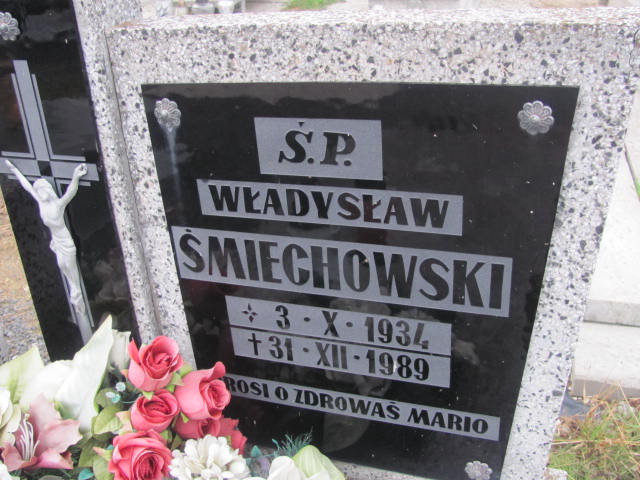 Ś.P.
WŁADYSŁAW
ŚMIECHOWSKI
3 · X · 1934
✝ 31 · XII · 1989
ROSI O ZDROWAŚ MARIO